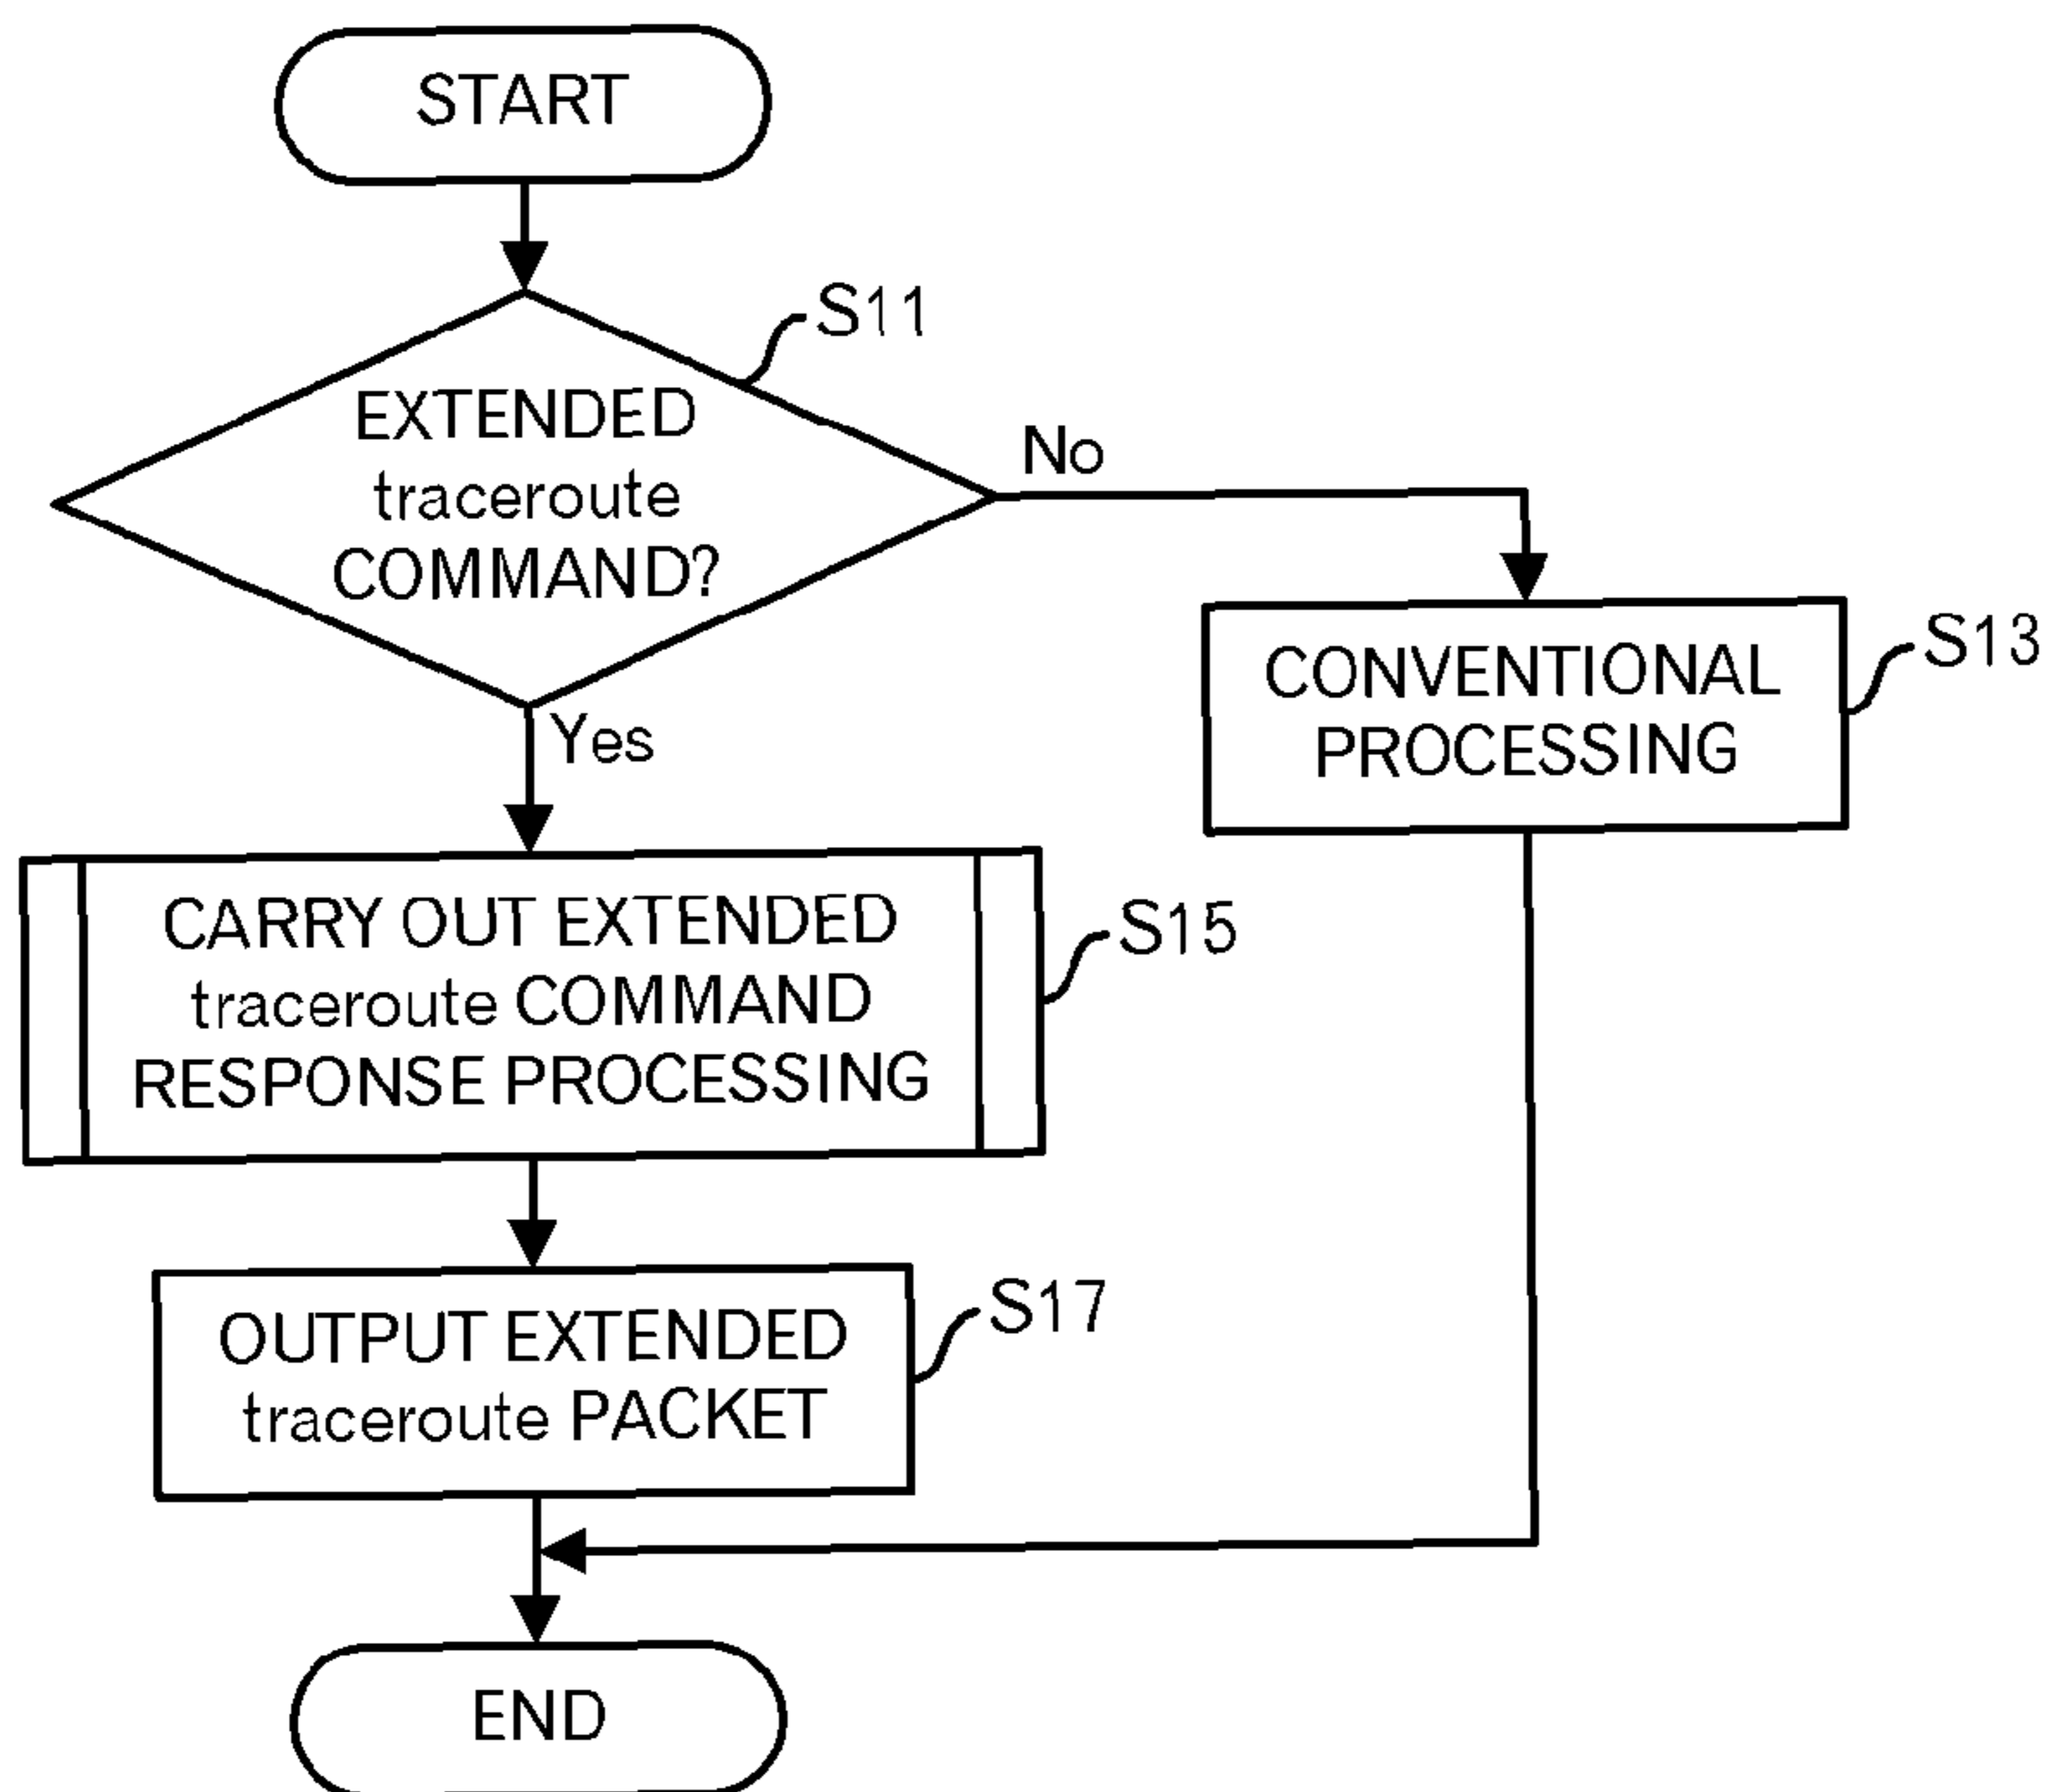 START
S11
EXTENDED
traceroute
COMMAND?
No
Yes
CONVENTIONAL
PROCESSING
S13
CARRY OUT EXTENDED
traceroute COMMAND
RESPONSE PROCESSING
S15
OUTPUT EXTENDED
traceroute PACKET
S17
END